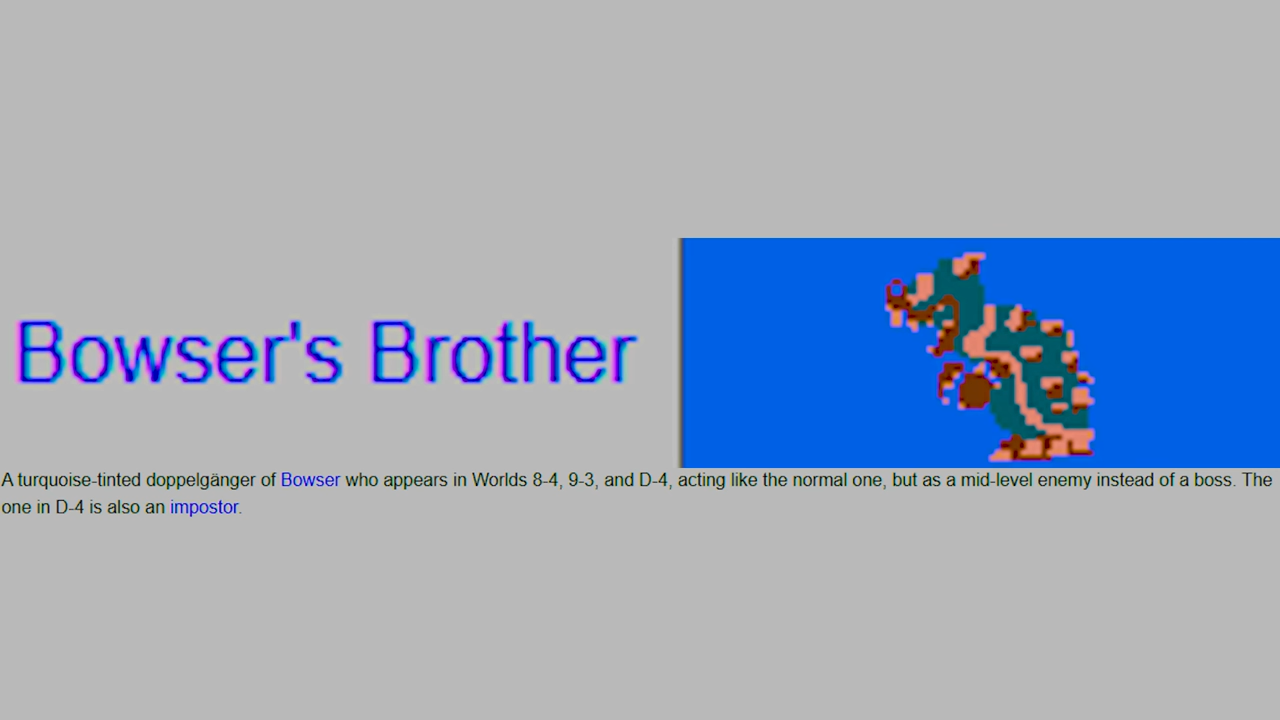 Bowser's Brother
A turquoise-tinted doppelgänger of Bowser who appears in Worlds 8-4, 9-3, and D-4, acting like the normal one, but as a mid-level enemy instead of a boss. The
one in D-4 is also an impostor.